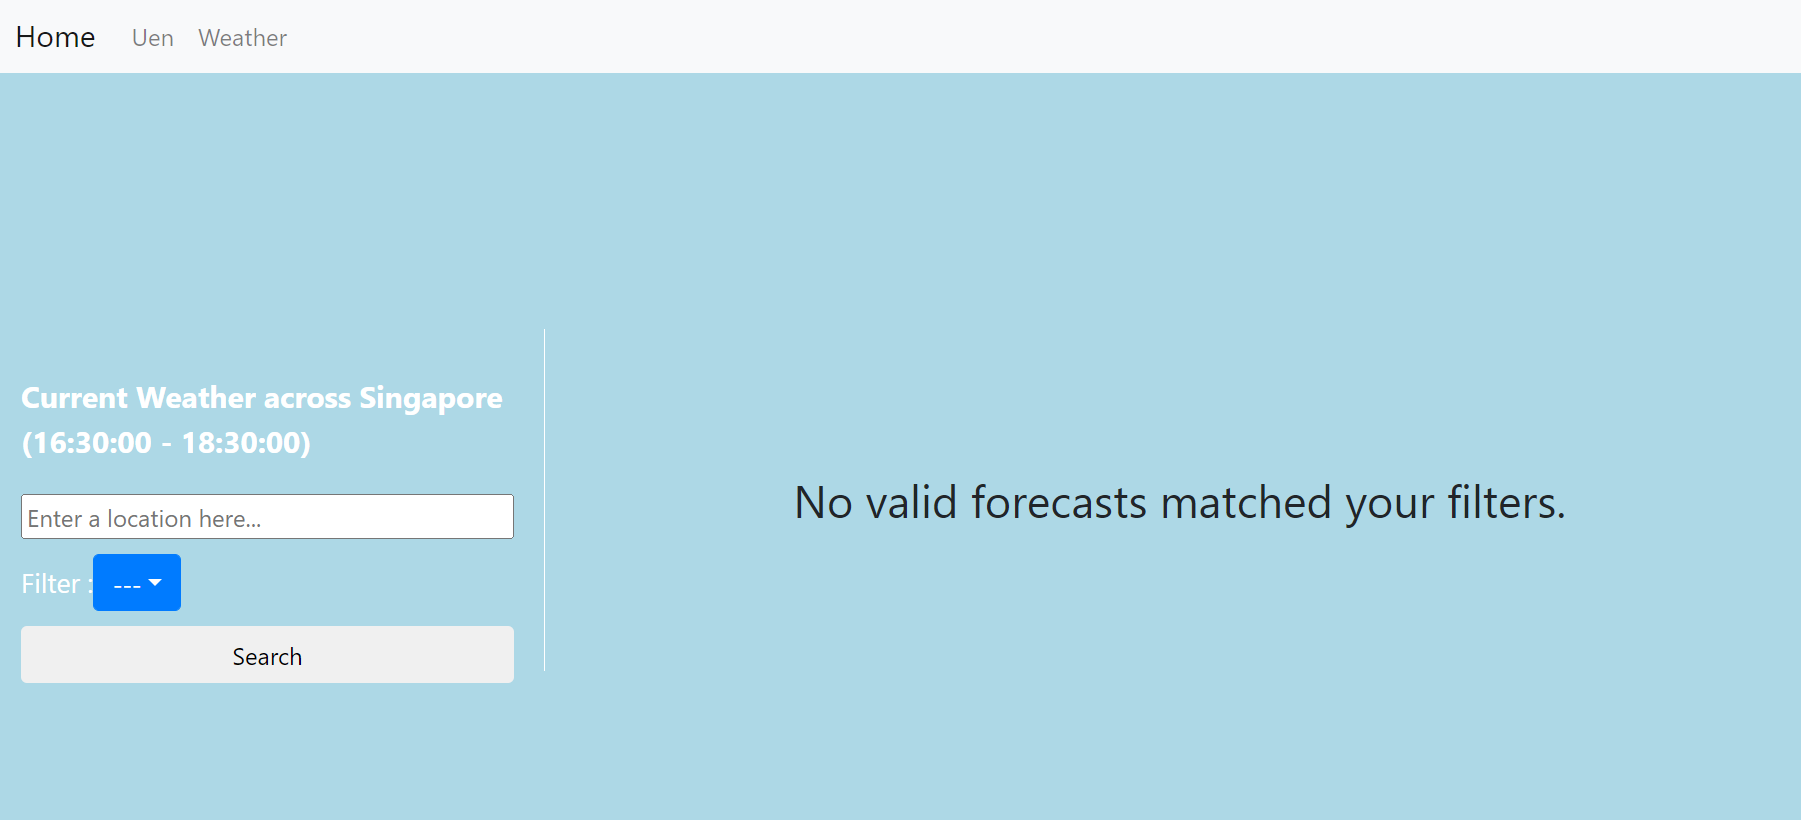 Home Uen Weather
Current Weather across Singapore
(16:30:00 - 18:30:00)
Enter a location here...
Filter : ---
Search
No valid forecasts matched your filters.